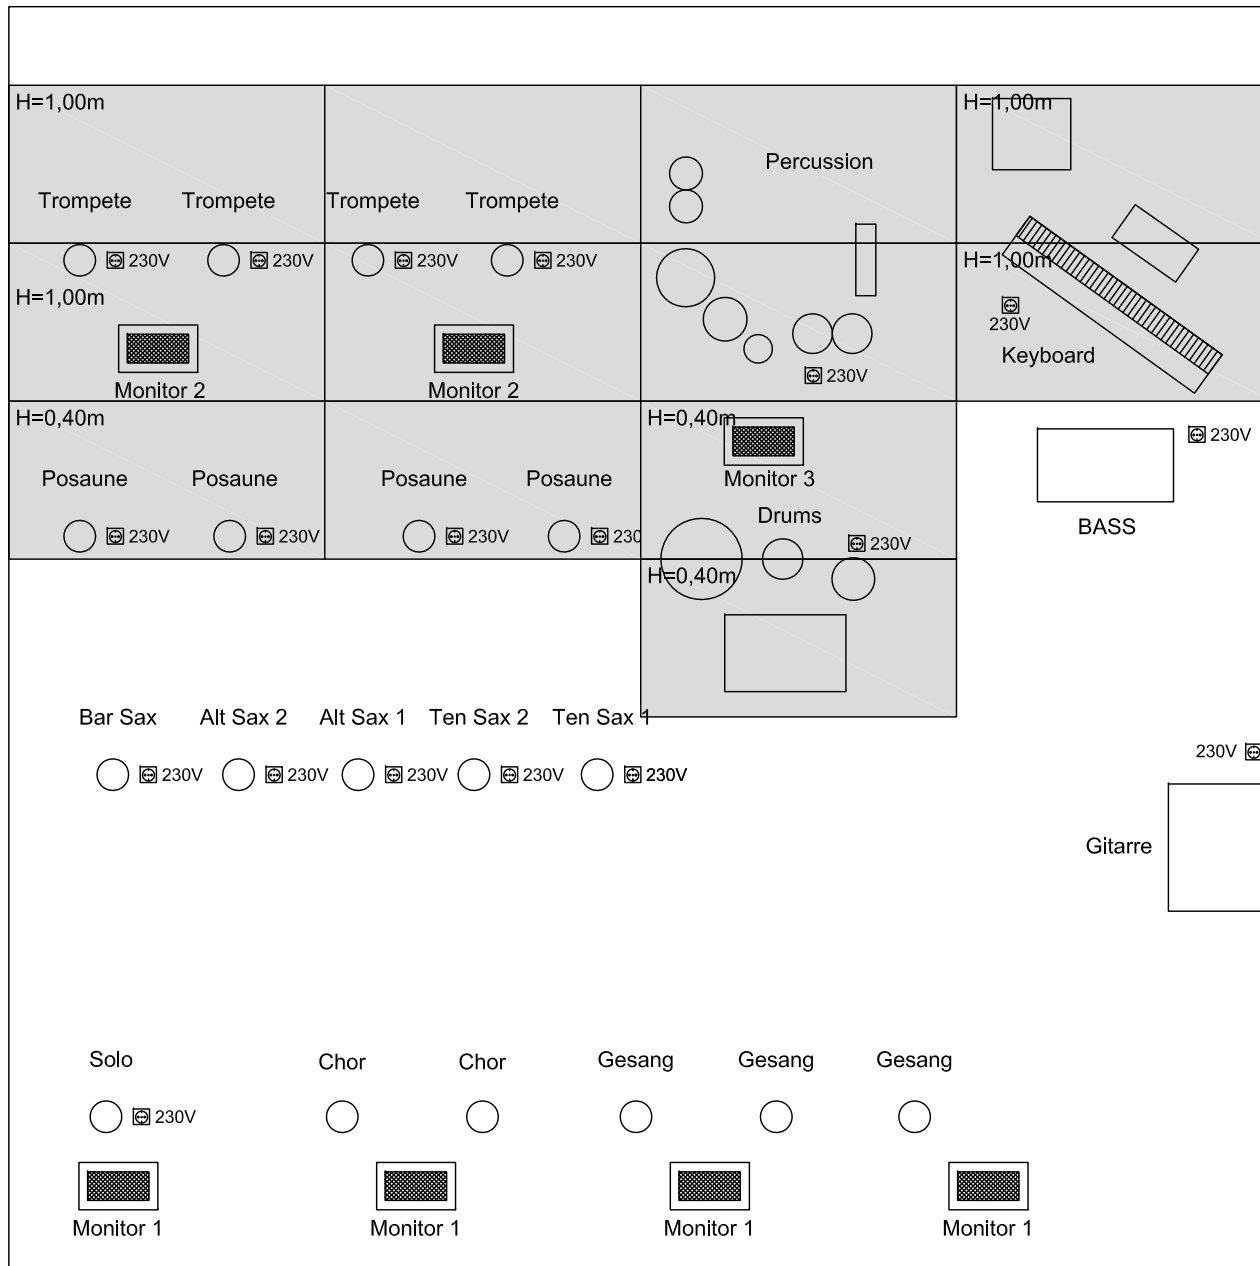 H=1,00m
H=1,00m
Percussion
Trompete Trompete Trompete Trompete
230V 230V 230V 230V
H=1,00m
H=1,00m
230V
Keyboard
230V
Monitor 2 Monitor 2
H=0,40m
H=0,40m
230V
Posaune Posaune Posaune Posaune
Monitor 3
Drums
BASS
230V 230V 230V 230
230V
H=0,40m
Bar Sax Alt Sax 2 Alt Sax 1 Ten Sax 2 Ten Sax 1
230V
230V 230V 230V 230V 230V
Gitarre
Solo Chor Chor Gesang Gesang Gesang
230V
Monitor 1 Monitor 1 Monitor 1 Monitor 1